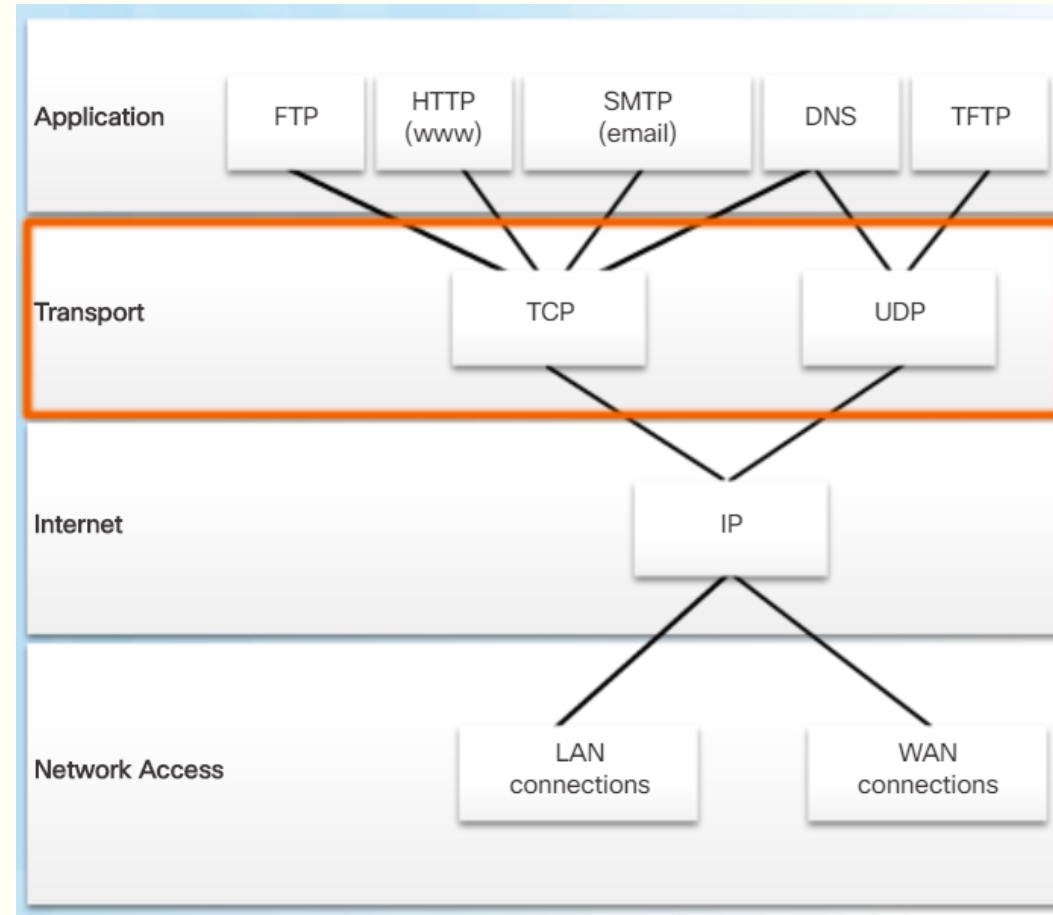 Application
FTP
HTTP
(www)
SMTP
(email)
DNS
TFTP
Transport
TCP
UDP
Internet
IP
Network Access
LAN
connections
WAN
connections